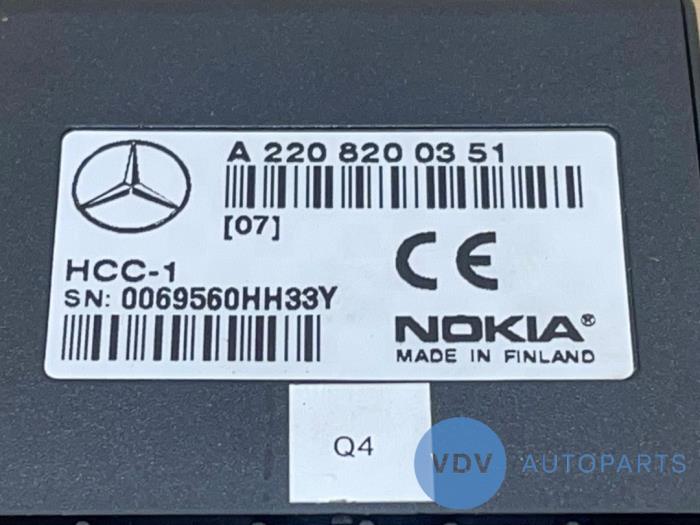 A 220 820 03 51
[07]
CE
HCC-1
SN: 0069560HH33Y
NOKIA®
MADE IN FINLAND
Q4
VDV AUTOPARTS